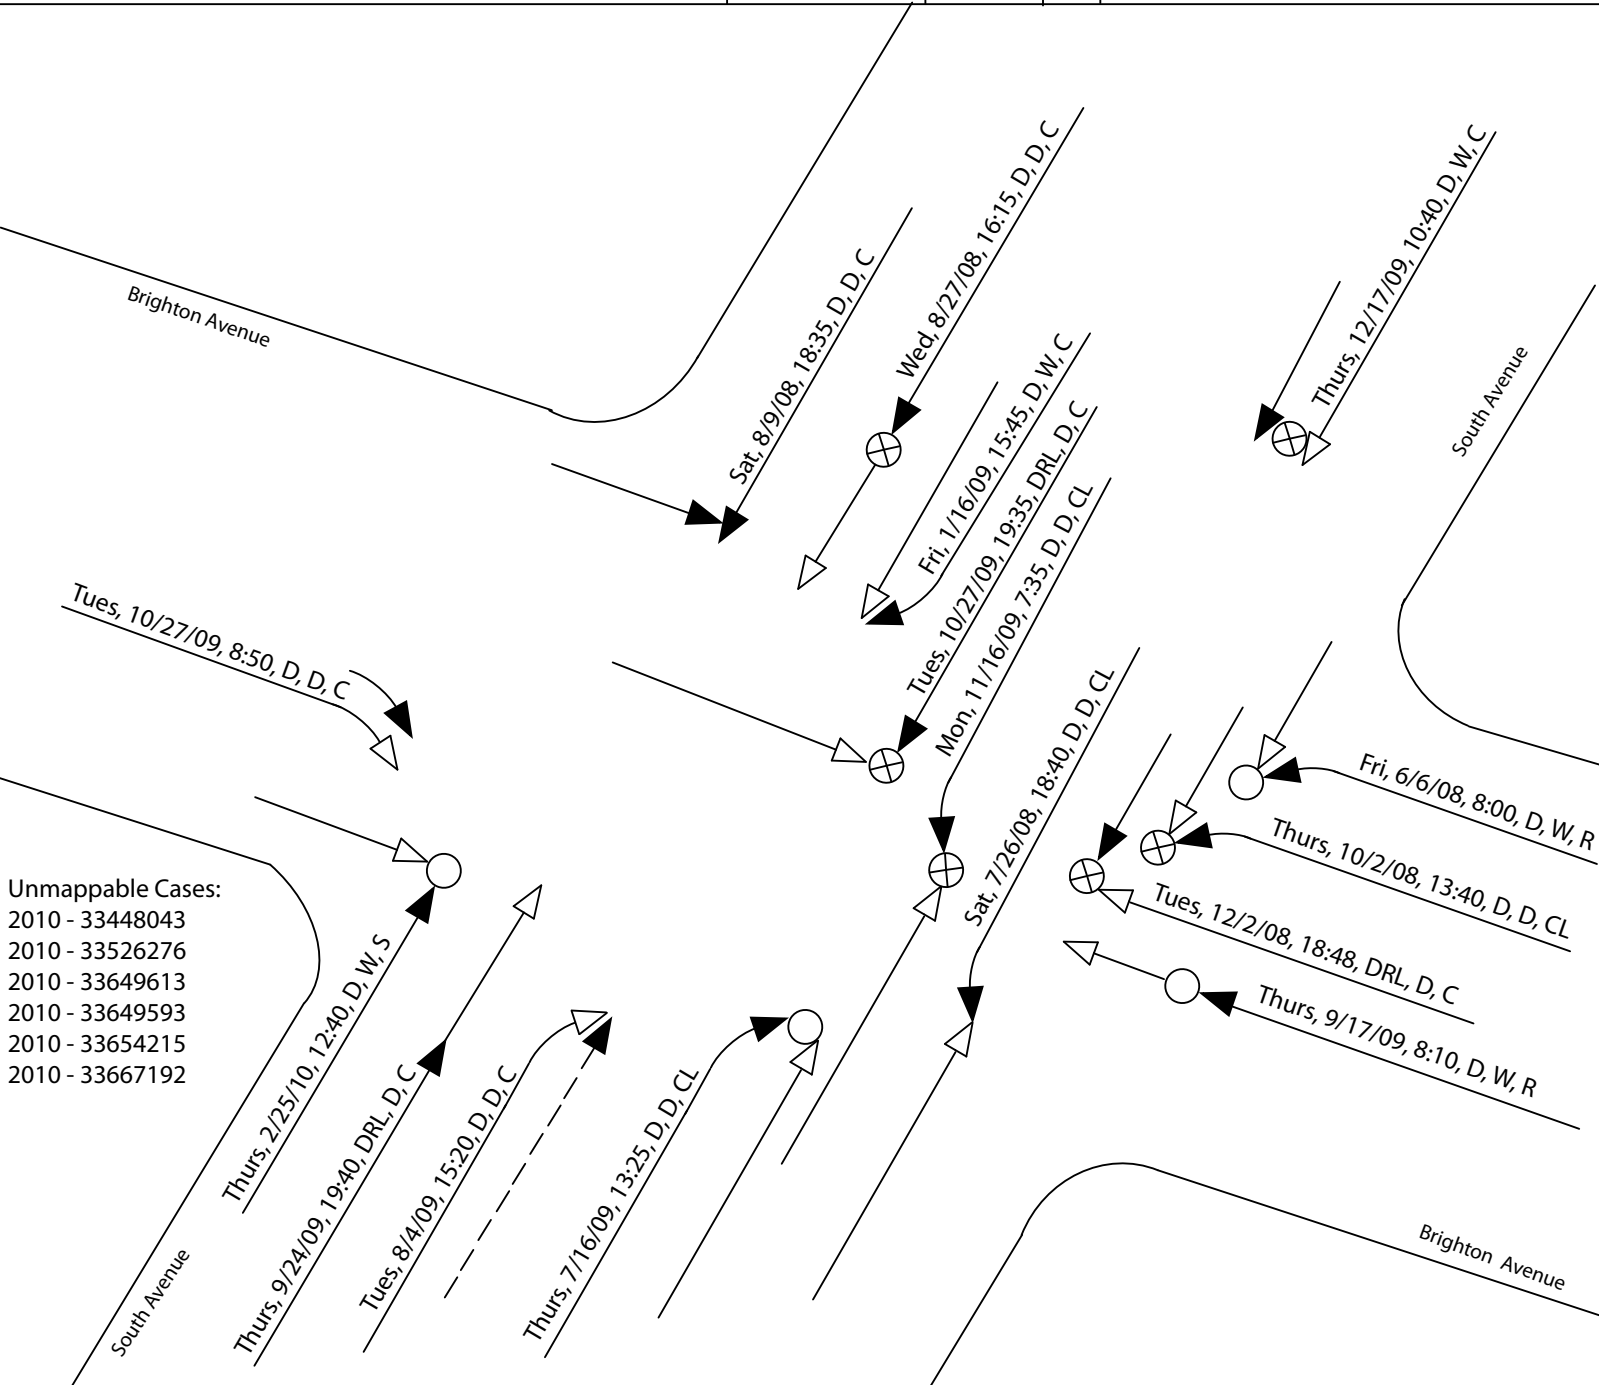 Brighton Avenue
Sat, 8/9/08, 18:35, D, D, C
Wed, 8/27/08, 16:15, D, D, C
Fri, 1/16/09, 15:45, D, W, C
Tues, 10/27/09, 19:35, DRL, D, C
Mon, 11/16/09, 7:35, D, D, CL
Sat, 7/26/08, 18:40, D, D, CL
Thurs, 12/17/09, 10:40, D, W, C
South Avenue
Tues, 10/27/09, 8:50, D, D, C
Fri, 6/6/08, 8:00, D, W, R
Thurs, 10/2/08, 13:40, D, D, CL
Tues, 12/2/08, 18:48, DRL, D, C
Thurs, 9/17/09, 8:10, D, W, R
Unmappable Cases:
2010 - 33448043
2010 - 33526276
2010 - 33649613
2010 - 33649593
2010 - 33654215
2010 - 33667192
Thurs, 2/25/10, 12:40, D, W, S
Thurs, 9/24/09, 19:40, DRL, D, C
Tues, 8/4/09, 15:20, D, D, C
Thurs, 7/16/09, 13:25, D, D, CL
South Avenue
Brighton Avenue